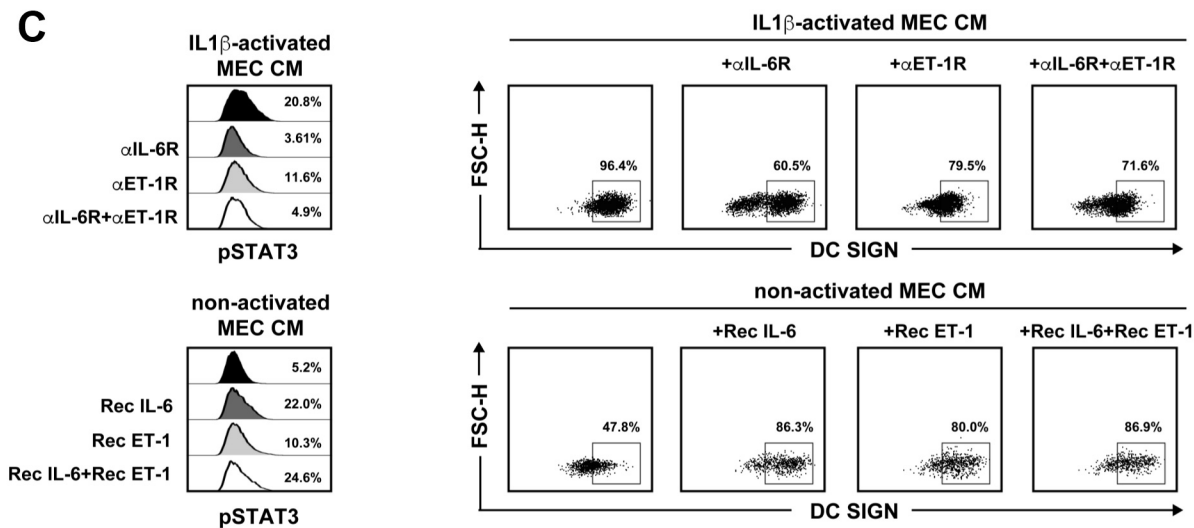 C
IL1β-activated
MEC CM
20.8%
αIL-6R 3.61%
αET-1R 11.6%
αIL-6R+αET-1R 4.9%
pSTAT3
IL1β-activated MEC CM
+αIL-6R +αET-1R +αIL-6R+αET-1R
FSC-H
96.4% 60.5% 79.5% 71.6%
DC SIGN
non-activated
MEC CM
5.2%
Rec IL-6 22.0%
Rec ET-1 10.3%
Rec IL-6+Rec ET-1 24.6%
pSTAT3
non-activated MEC CM
+Rec IL-6 +Rec ET-1 +Rec IL-6+Rec ET-1
FSC-H
47.8% 86.3% 80.0% 86.9%
DC SIGN